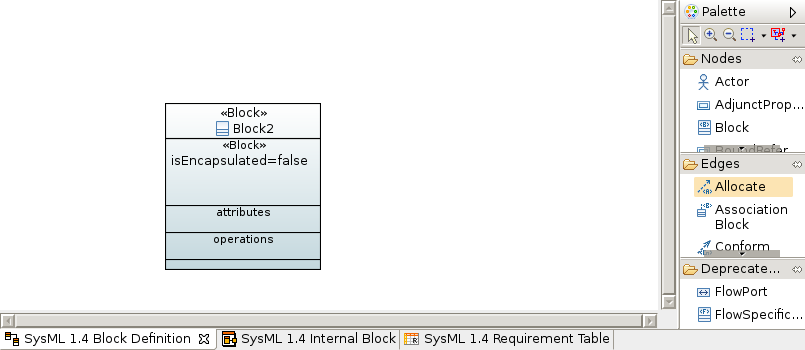 «Block»
Block2
«Block»
isEncapsulated=false
attributes
operations
Palette
Nodes
Actor
AdjunctProp...
Block
Edges
Allocate
Association
Block
Conform
Deprecate...
FlowPort
FlowSpecific...
SysML 1.4 Block Definition
SysML 1.4 Internal Block
SysML 1.4 Requirement Table